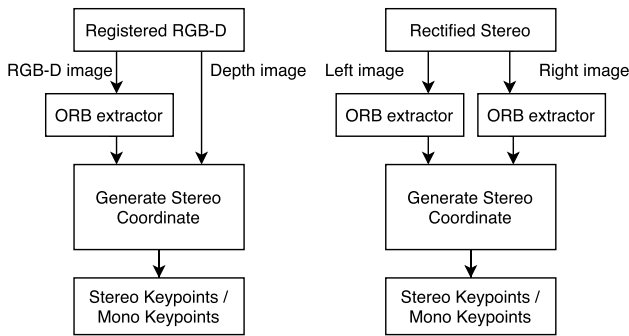 Registered RGB-D
RGB-D image
Depth image
ORB extractor
Generate Stereo
Coordinate
Stereo Keypoints /
Mono Keypoints
Rectified Stereo
Left image
Right image
ORB extractor
ORB extractor
Generate Stereo
Coordinate
Stereo Keypoints /
Mono Keypoints